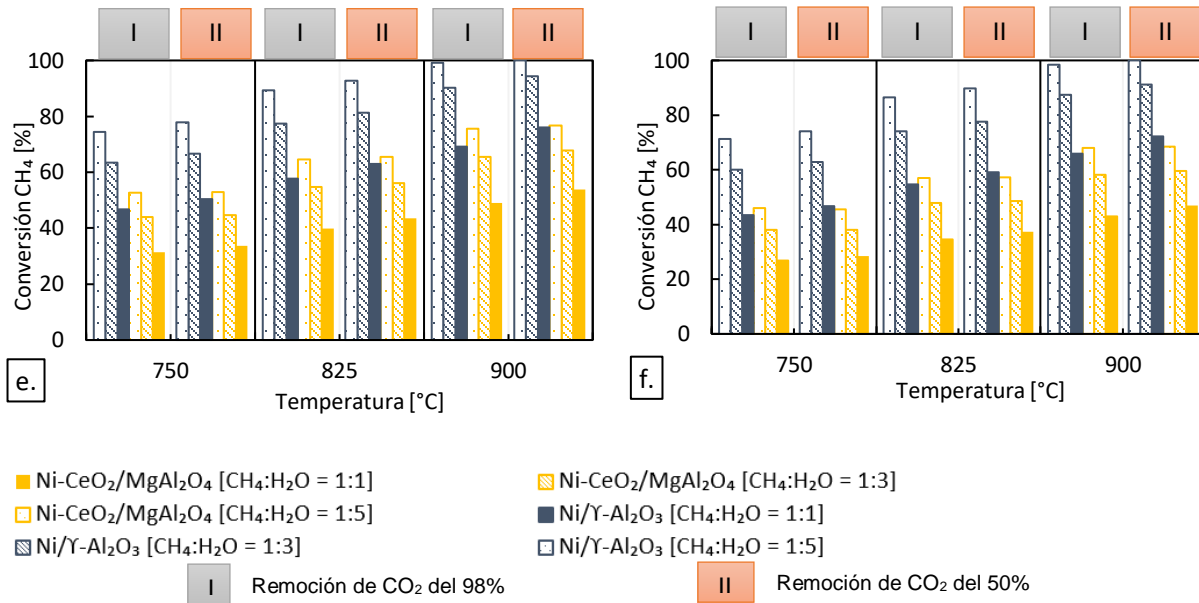 I II I II I II
I II I II I II
Conversión CH₄ [%]
100
80
60
40
20
0
750 825 900
Temperatura [°C]
e.
Conversión CH₄ [%]
100
80
60
40
20
0
750 825 900
Temperatura [°C]
f.
Ni-CeO₂/MgAl₂O₄ [CH₄:H₂O = 1:1]
Ni-CeO₂/MgAl₂O₄ [CH₄:H₂O = 1:3]
Ni-CeO₂/MgAl₂O₄ [CH₄:H₂O = 1:5]
Ni/ϒ-Al₂O₃ [CH₄:H₂O = 1:1]
Ni/ϒ-Al₂O₃ [CH₄:H₂O = 1:3]
Ni/ϒ-Al₂O₃ [CH₄:H₂O = 1:5]
I Remoción de CO₂ del 98%
II Remoción de CO₂ del 50%